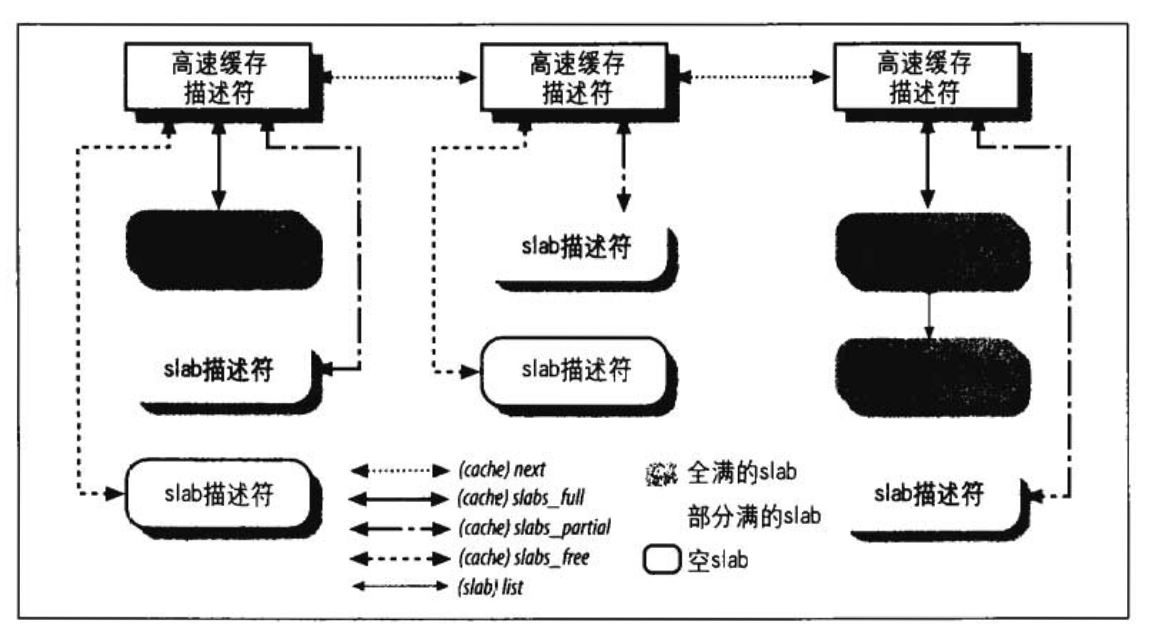 高速缓存
描述符
高速缓存
描述符
高速缓存
描述符
slab描述符
slab描述符
slab描述符
slab描述符
slab描述符
(cache) next
(cache) slabs_full
(cache) slabs_partial
(cache) slabs_free
(slab) list
全满的slab
部分满的slab
空slab